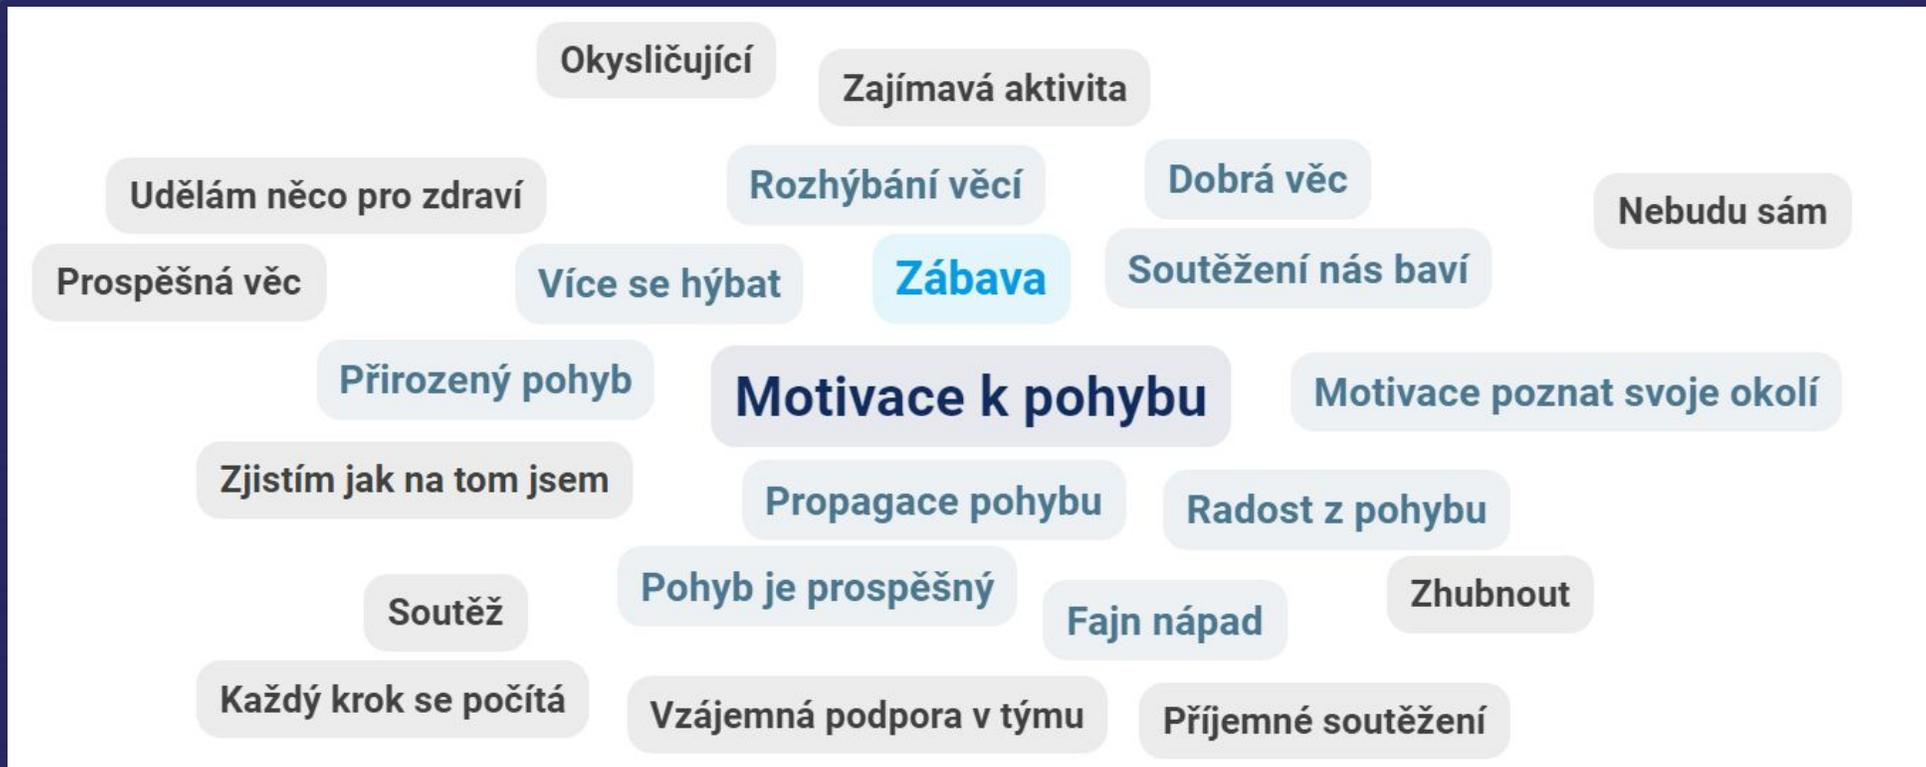 Okysličující
Zajímavá aktivita
Udělám něco pro zdraví
Rozhýbání věcí
Dobrá věc
Nebudu sám
Prospěšná věc
Více se hýbat
Zábava
Soutěžení nás baví
Přirozený pohyb
Motivace k pohybu
Motivace poznat svoje okolí
Zjistím jak na tom jsem
Propagace pohybu
Radost z pohybu
Pohyb je prospěšný
Fajn nápad
Zhubnout
Soutěž
Každý krok se počítá
Vzájemná podpora v týmu
Příjemné soutěžení